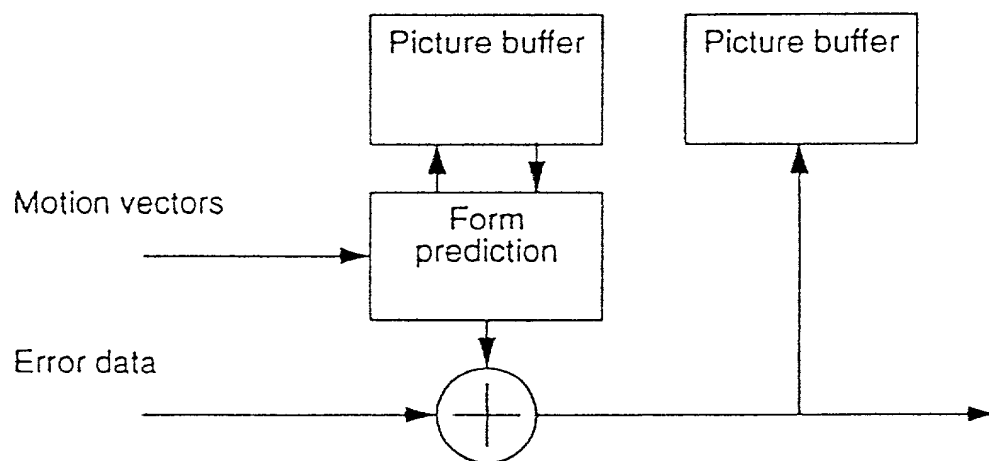 Picture buffer
Picture buffer
Motion vectors
Form
prediction
Error data